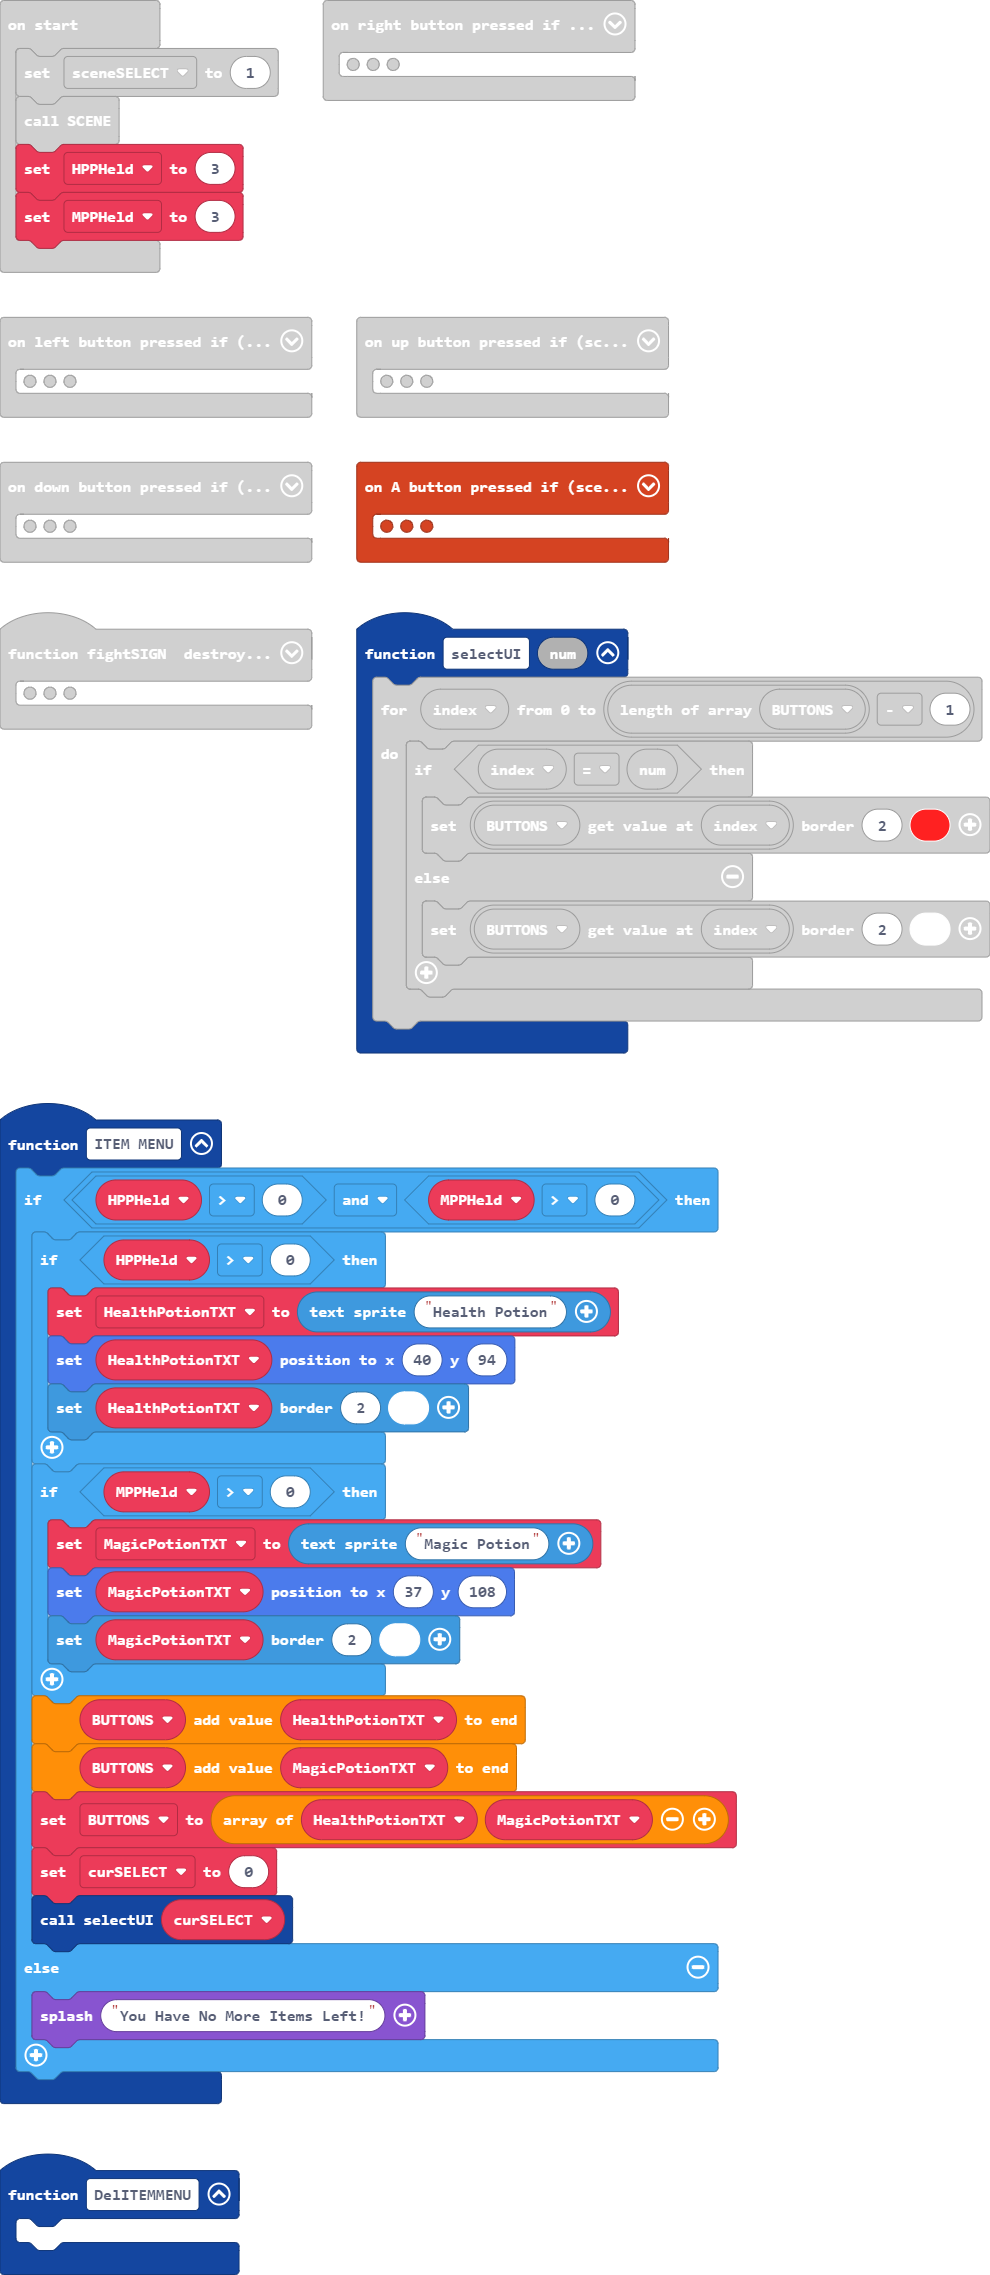 on start
set sceneSELECT to 1
call SCENE
set HPPHeld to 3
set MPPHeld to 3
on right button pressed if ...
on left button pressed if (...
on up button pressed if (sc...
on down button pressed if (...
on A button pressed if (sce...
function fightSIGN destroy...
function selectUI num
for index from 0 to length of array BUTTONS - 1
do
if index = num then
set BUTTONS get value at index border 2
else
set BUTTONS get value at index border 2
function ITEM MENU
if HPPHeld > 0 and MPPHeld > 0 then
if HPPHeld > 0 then
set HealthPotionTXT to text sprite "Health Potion"
set HealthPotionTXT position to x 40 y 94
set HealthPotionTXT border 2
if MPPHeld > 0 then
set MagicPotionTXT to text sprite "Magic Potion"
set MagicPotionTXT position to x 37 y 108
set MagicPotionTXT border 2
BUTTONS add value HealthPotionTXT to end
BUTTONS add value MagicPotionTXT to end
set BUTTONS to array of HealthPotionTXT MagicPotionTXT
set curSELECT to 0
call selectUI curSELECT
else
splash "You Have No More Items Left!"
function DelITEMMENU